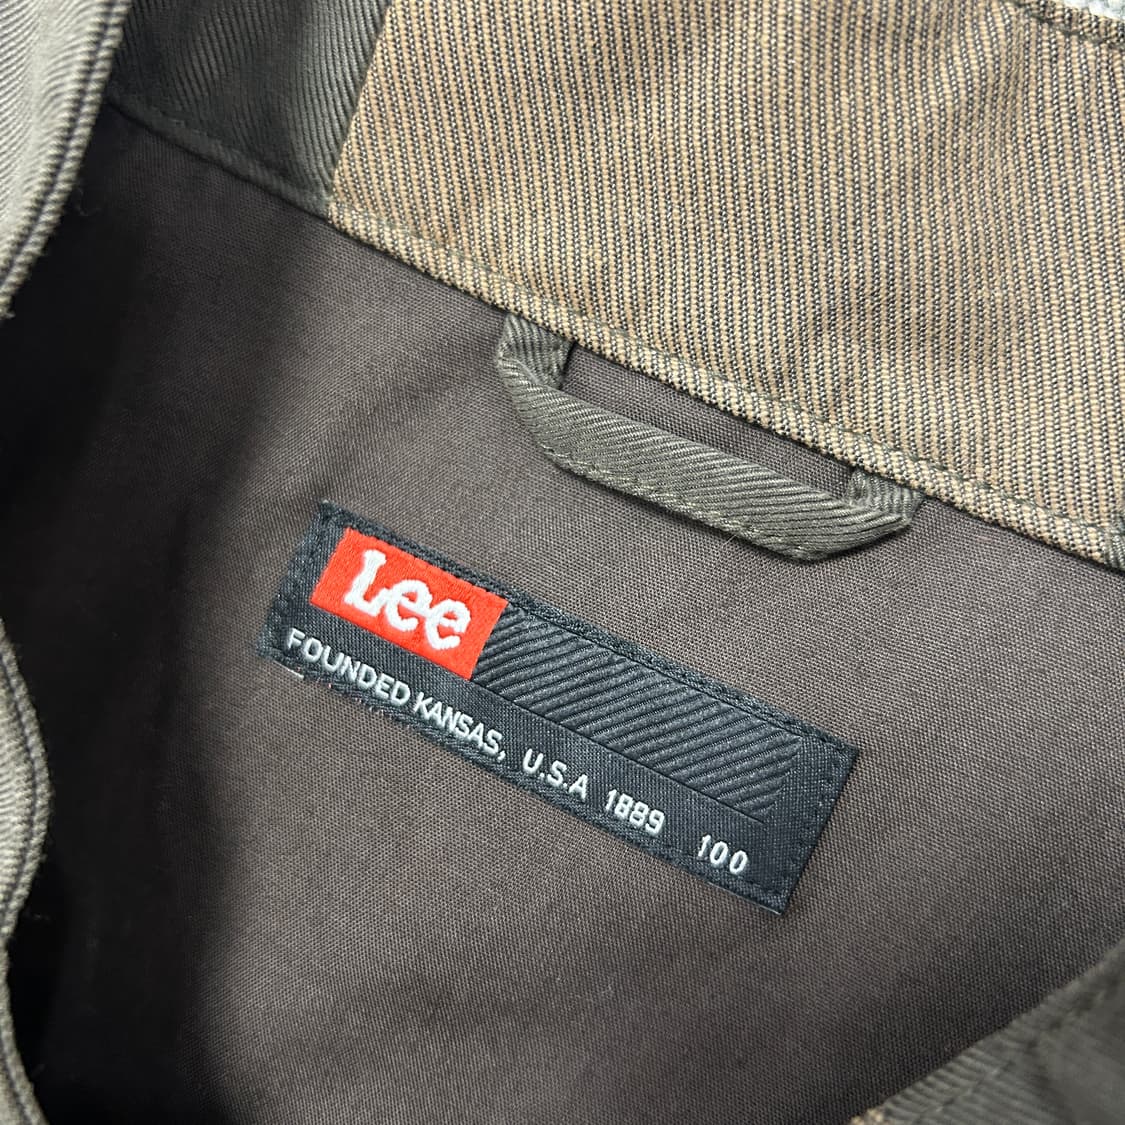 Lee
FOUNDED KANSAS, U.S.A 1889 100